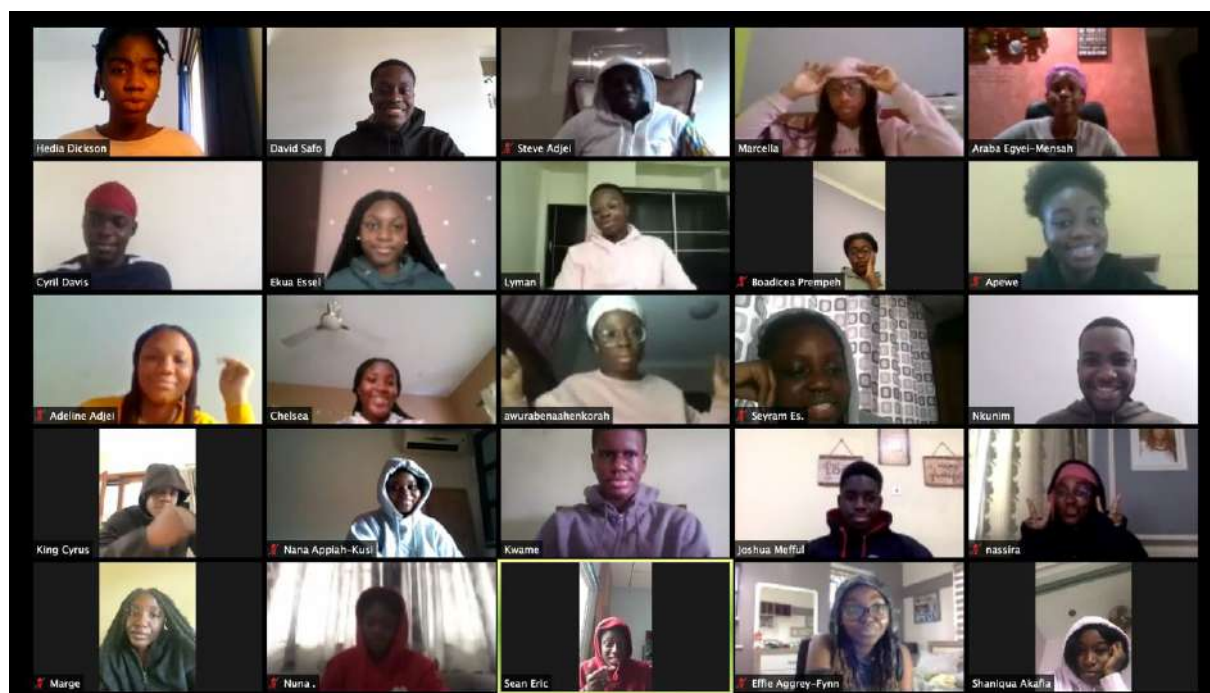 Hedia Dickson
David Safo
Steve Adjei
Marcella
Araba Egyei-Mensah
Cyril Davis
Ekua Essel
Lyman
Boadicea Prempeh
Apewe
Adeline Adjei
Chelsea
awurabenaahenkorah
Seyram Es.
Nkunim
King Cyrus
Nana Appiah-Kusi
Kwame
Joshua Mefful
nassira
Marge
Nuna .
Sean Eric
Effie Aggrey-Fynn
Shaniqua Akafia